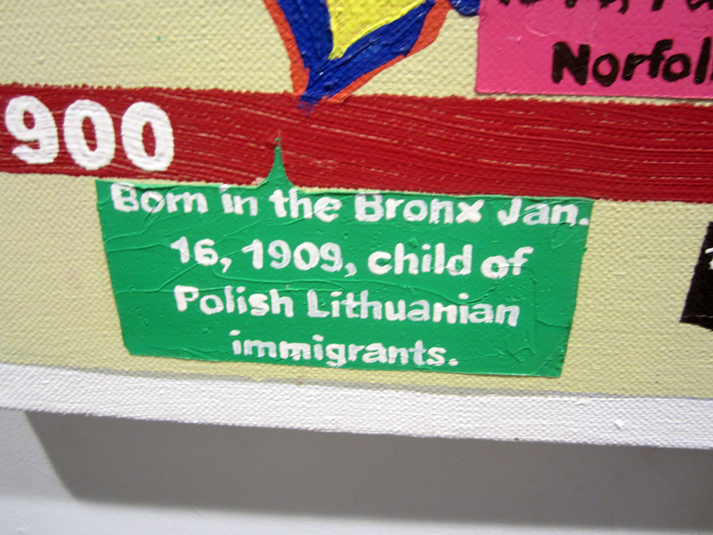 Norfol
900
Born in the Bronx Jan.
16, 1909, child of
Polish Lithuanian
immigrants.